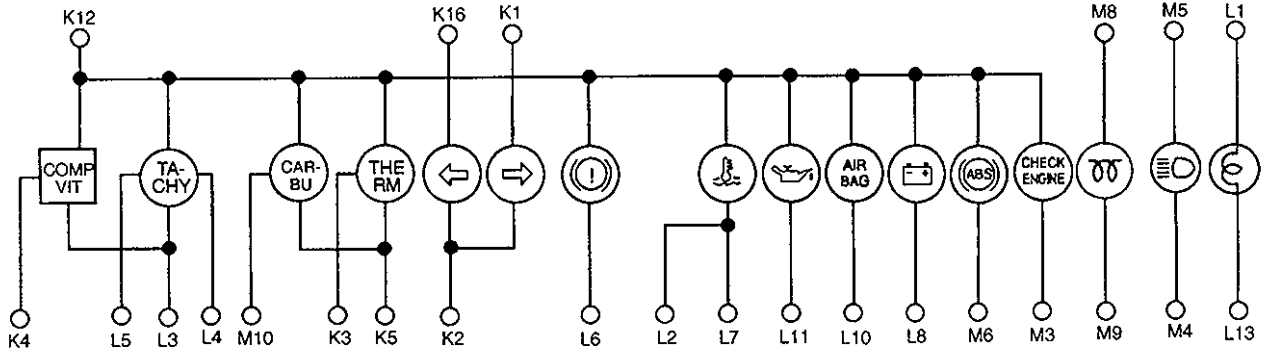 K12
K16
K1
M8
M5
L1
COMP
VIT
TA-
CHY
CAR-
BU
THE
RM
!
AIR
BAG
- +
ABS
CHECK
ENGINE
K4
L5
L3
L4
M10
K3
K5
K2
L6
L2
L7
L11
L10
L8
M6
M3
M9
M4
L13